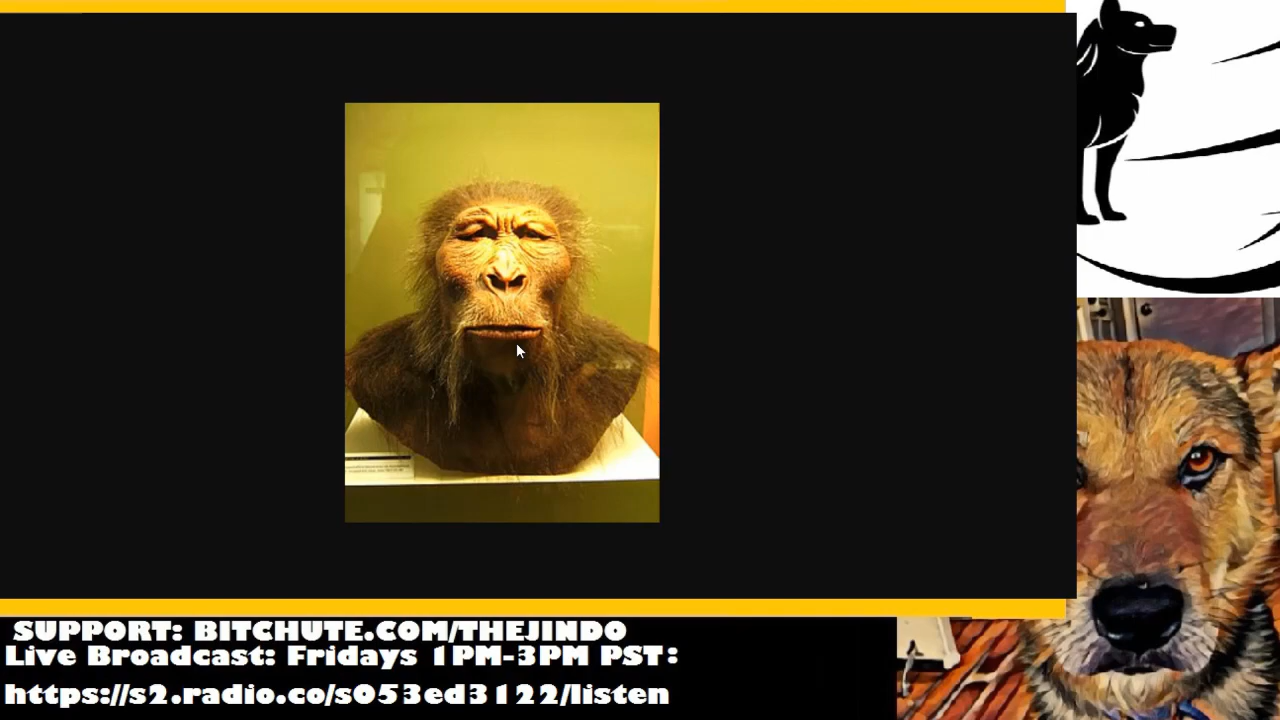 SUPPORT: BITCHUTE.COM/THEJINDO
Live Broadcast: Fridays 1PM-3PM PST:
https://s2.radio.co/s053ed3122/listen